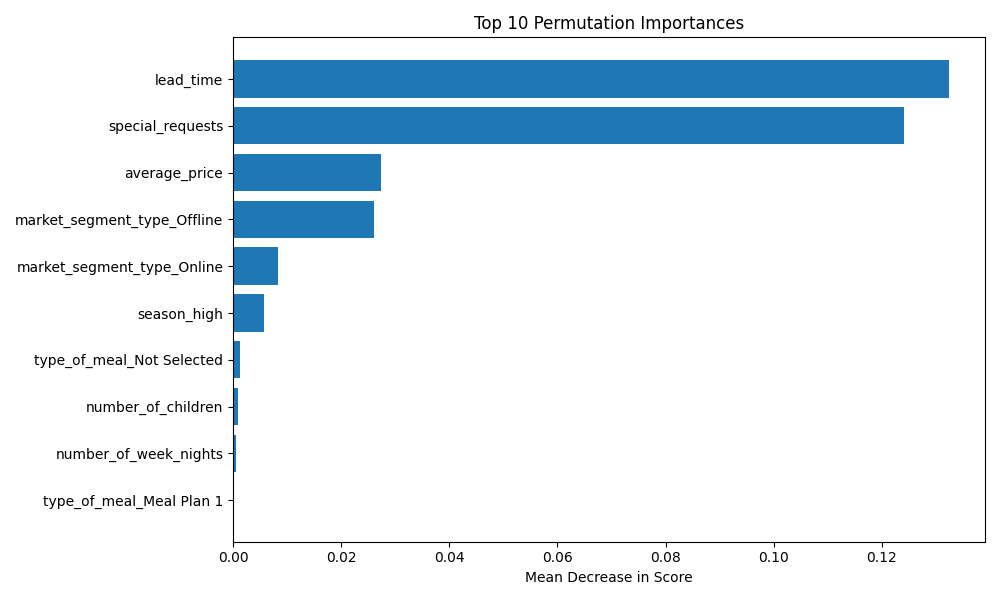 Top 10 Permutation Importances
lead_time
special_requests
average_price
market_segment_type_Offline
market_segment_type_Online
season_high
type_of_meal_Not Selected
number_of_children
number_of_week_nights
type_of_meal_Meal Plan 1
0.00 0.02 0.04 0.06 0.08 0.10 0.12
Mean Decrease in Score